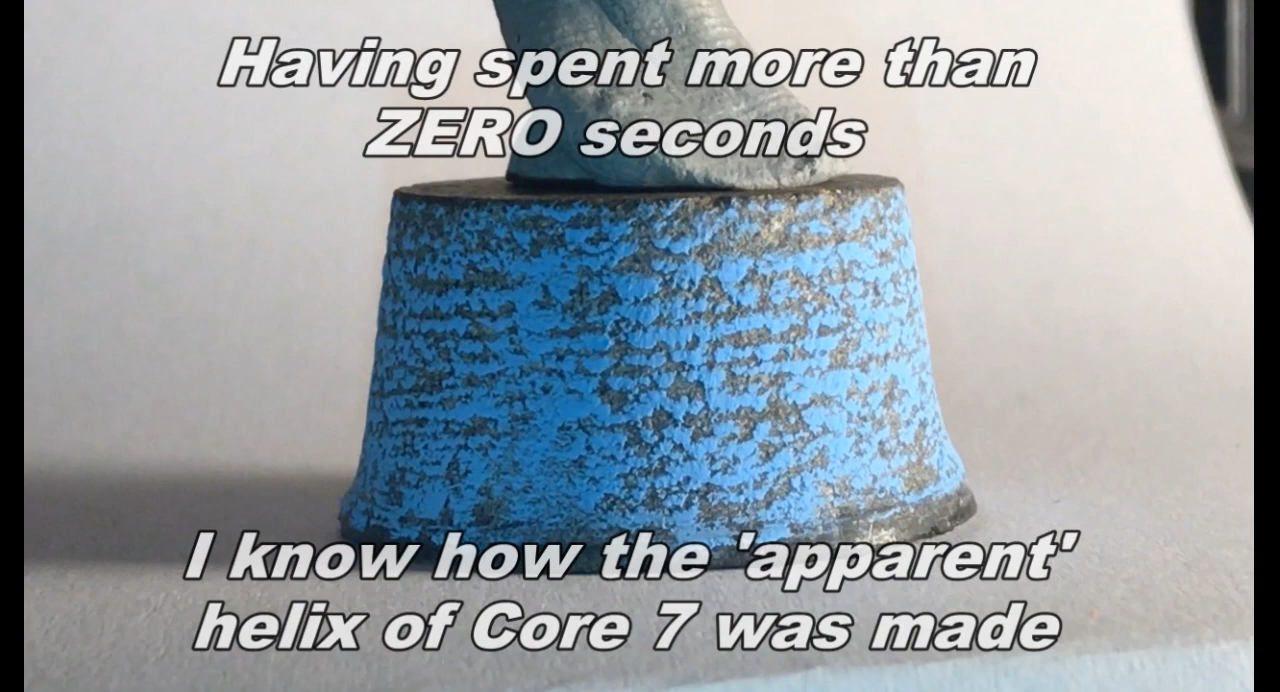 Having spent more than
ZERO seconds
I know how the 'apparent'
helix of Core 7 was made